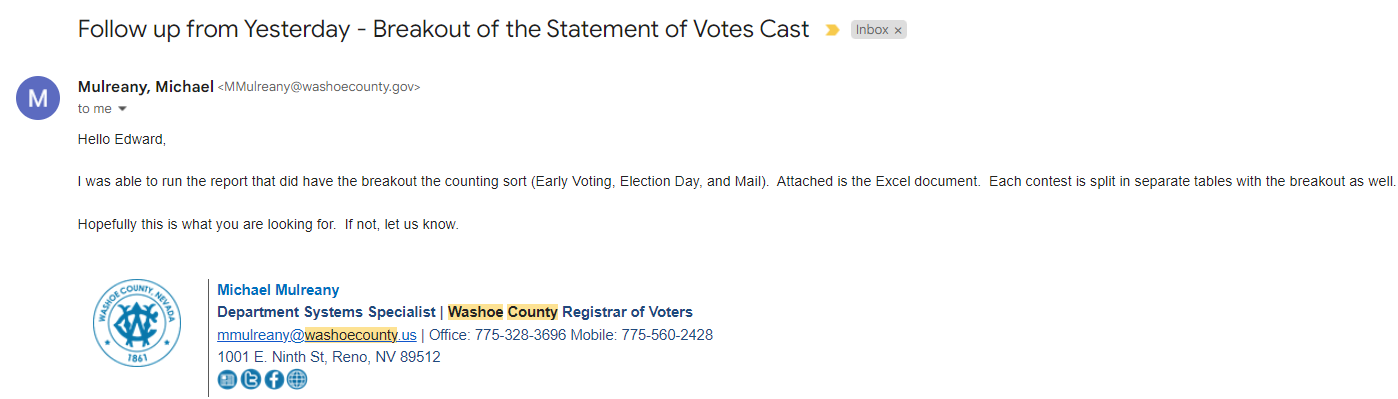 Follow up from Yesterday - Breakout of the Statement of Votes Cast Inbox x
Mulreany, Michael <MMulreany@washoecounty.gov>
M
to me
Hello Edward,
I was able to run the report that did have the breakout the counting sort (Early Voting, Election Day, and Mail).  Attached is the Excel document.  Each contest is split in separate tables with the breakout as well.
Hopefully this is what you are looking for.  If not, let us know.
WASHOE COUNTY, NEVADA
1861
Michael Mulreany
Department Systems Specialist | Washoe County Registrar of Voters
mmulreany@washoecounty.us | Office: 775-328-3696 Mobile: 775-560-2428
1001 E. Ninth St, Reno, NV 89512